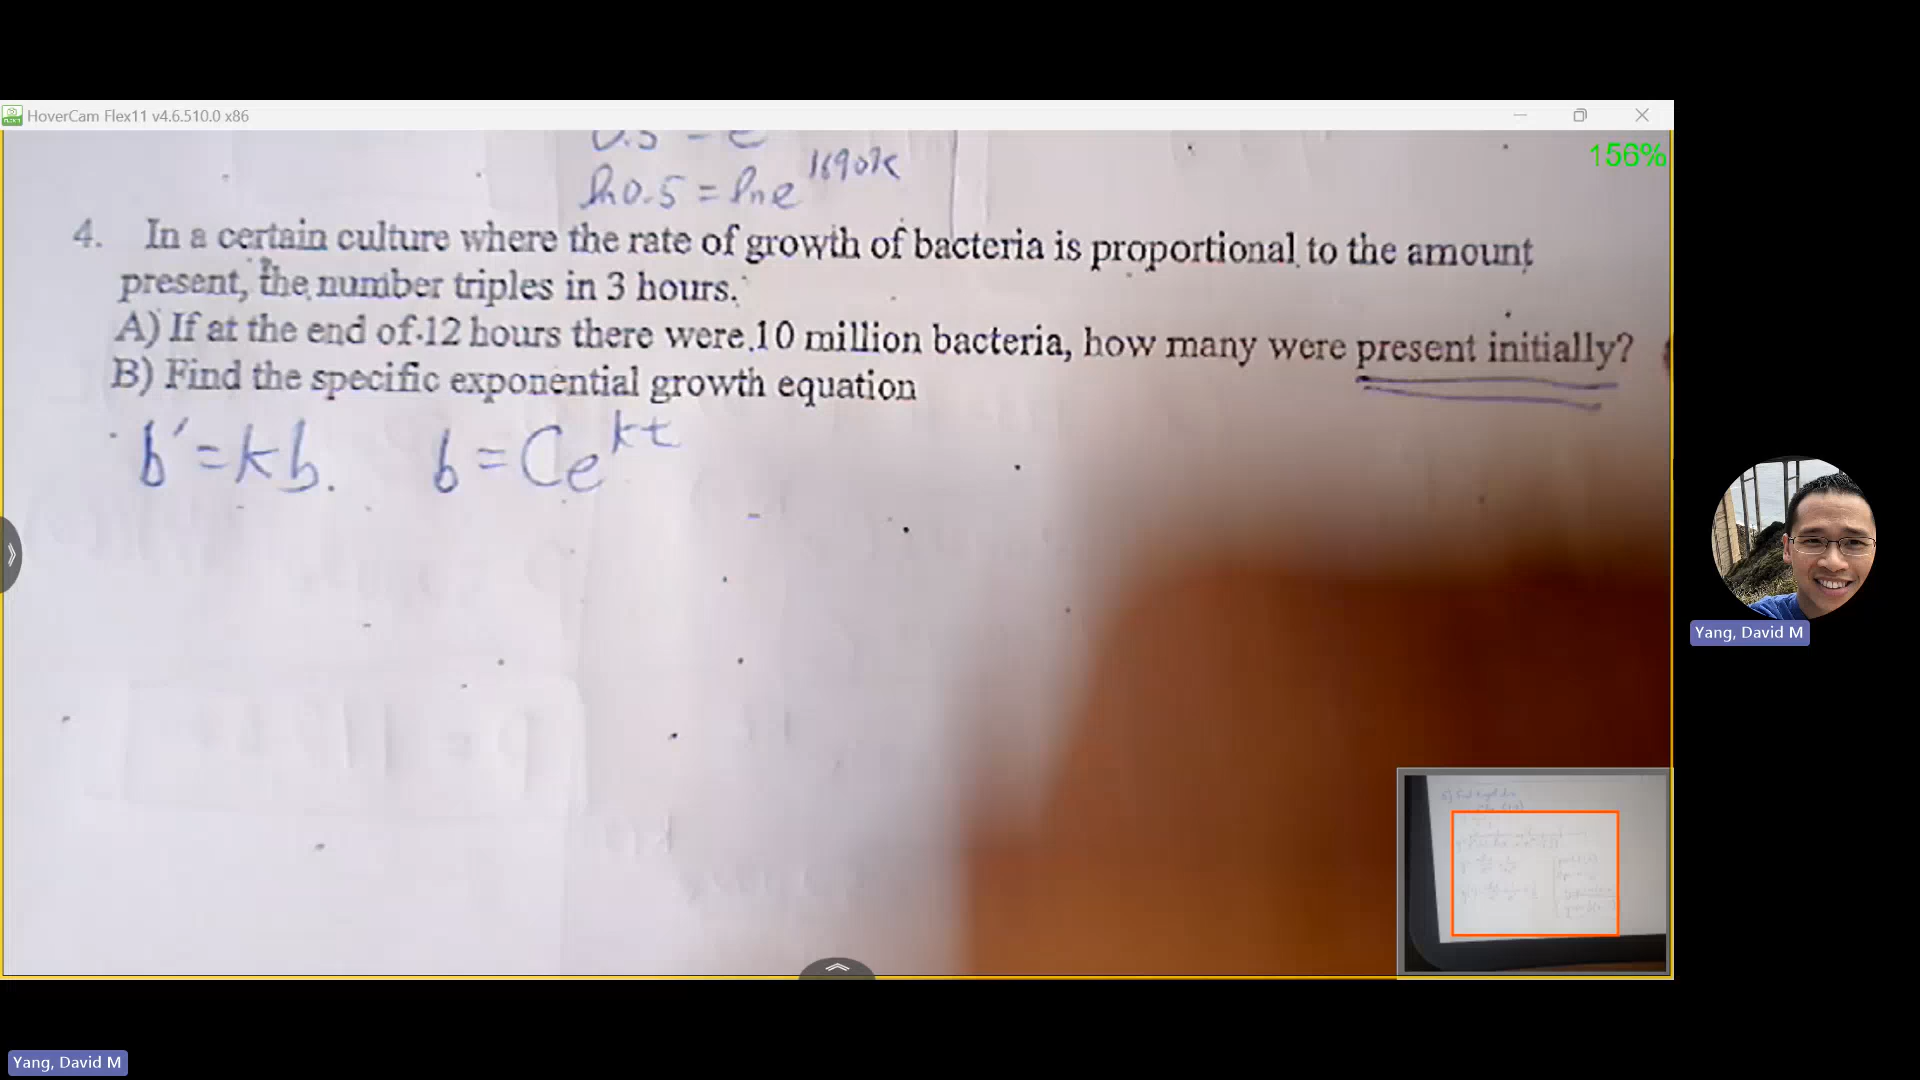 HoverCam Flex11 v4.6.510.0 x86
156%
ln 0.5 = ln e^1690k
4. In a certain culture where the rate of growth of bacteria is proportional to the amount
present, the number triples in 3 hours.
A) If at the end of 12 hours there were 10 million bacteria, how many were present initially?
B) Find the specific exponential growth equation
b' = kb. b = Ce^kt
Yang, David M
Yang, David M